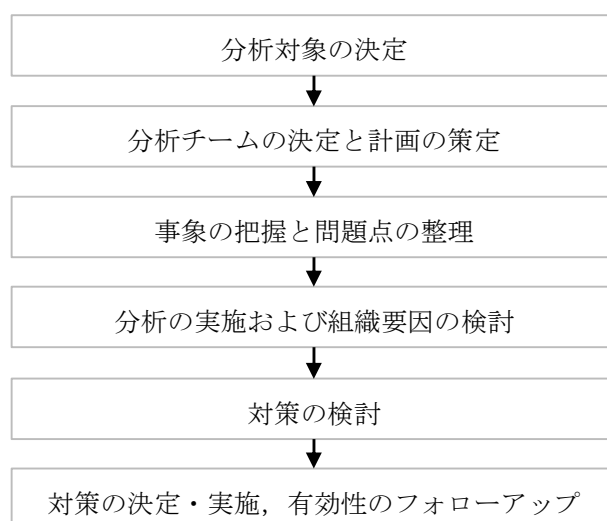 分析対象の決定
分析チームの決定と計画の策定
事象の把握と問題点の整理
分析の実施および組織要因の検討
対策の検討
対策の決定・実施，有効性のフォローアップ